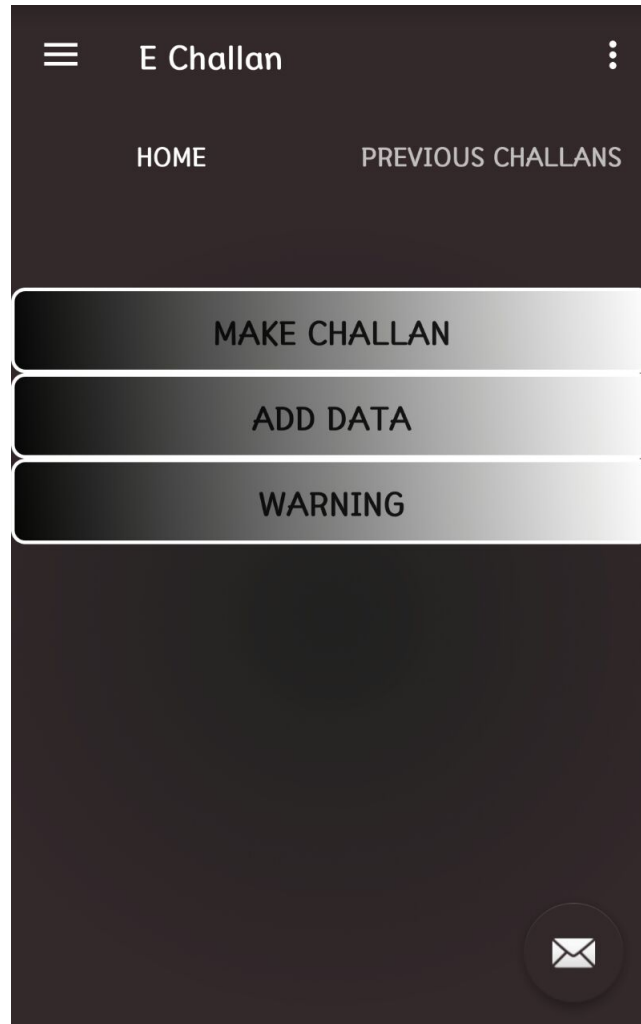 E Challan
HOME PREVIOUS CHALLANS
MAKE CHALLAN
ADD DATA
WARNING